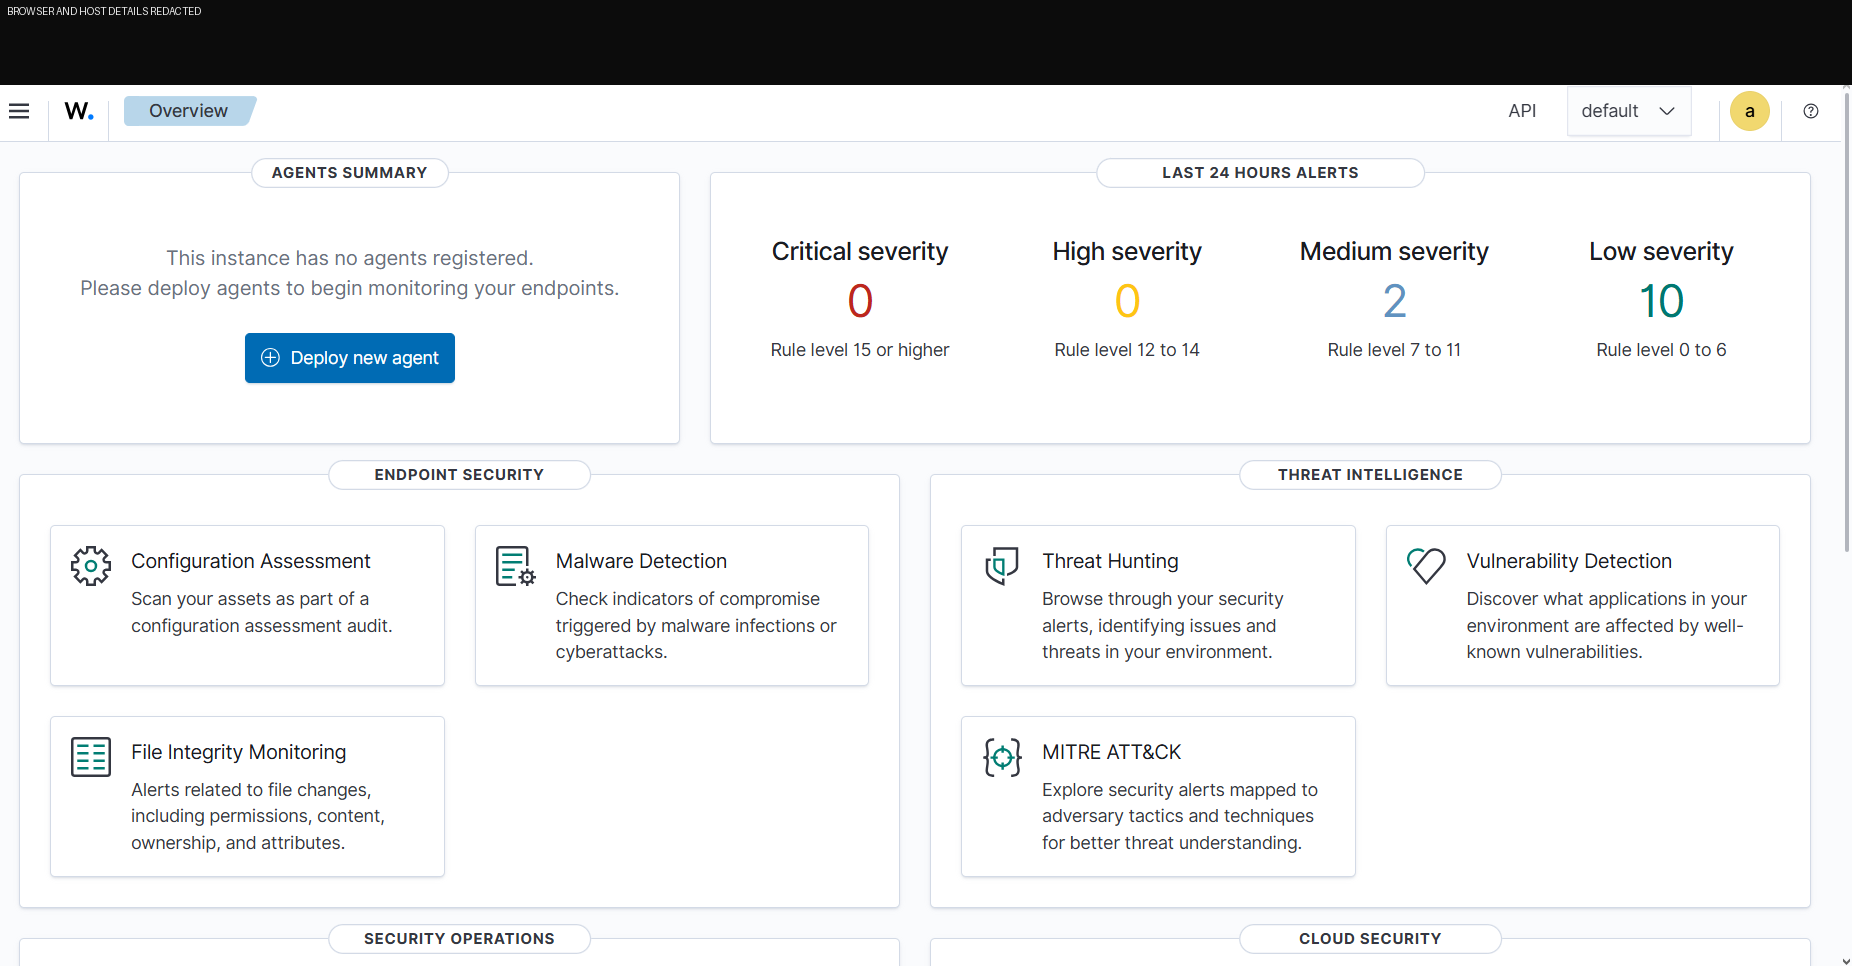 BROWSER AND HOST DETAILS REDACTED
W.
Overview
API
default
a
AGENTS SUMMARY
This instance has no agents registered.
Please deploy agents to begin monitoring your endpoints.
Deploy new agent
LAST 24 HOURS ALERTS
Critical severity
0
Rule level 15 or higher
High severity
0
Rule level 12 to 14
Medium severity
2
Rule level 7 to 11
Low severity
10
Rule level 0 to 6
ENDPOINT SECURITY
Configuration Assessment
Scan your assets as part of a
configuration assessment audit.
Malware Detection
Check indicators of compromise
triggered by malware infections or
cyberattacks.
File Integrity Monitoring
Alerts related to file changes,
including permissions, content,
ownership, and attributes.
THREAT INTELLIGENCE
Threat Hunting
Browse through your security
alerts, identifying issues and
threats in your environment.
Vulnerability Detection
Discover what applications in your
environment are affected by well-
known vulnerabilities.
MITRE ATT&CK
Explore security alerts mapped to
adversary tactics and techniques
for better threat understanding.
SECURITY OPERATIONS
CLOUD SECURITY